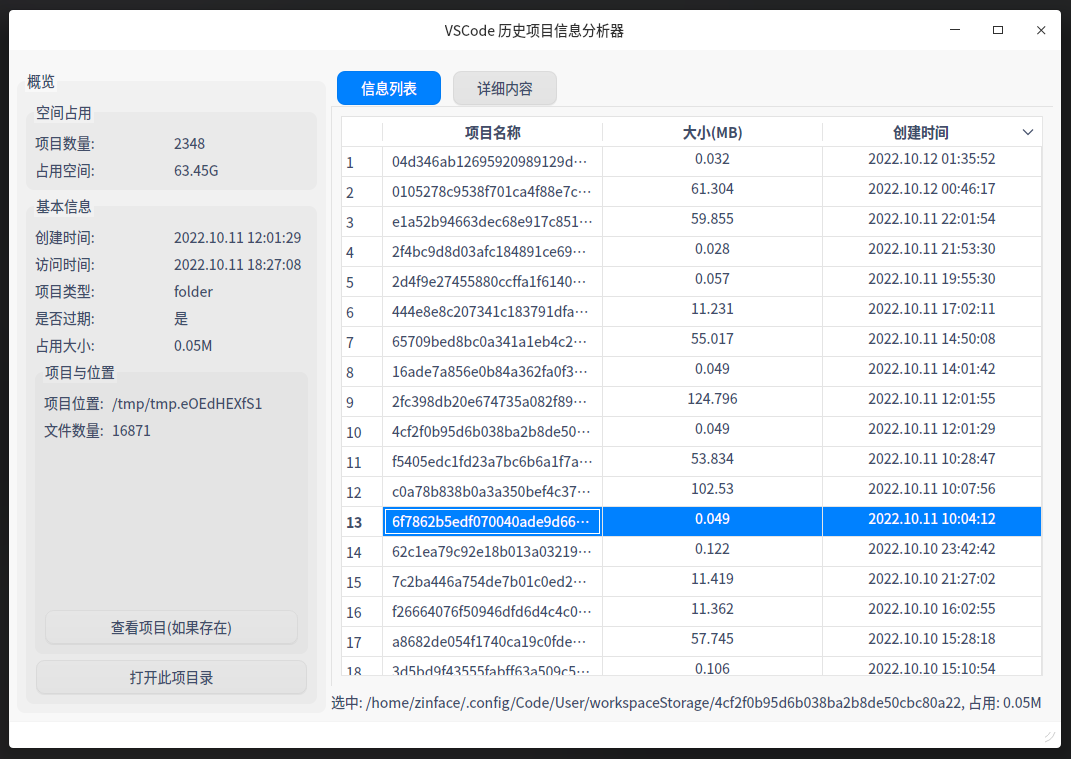 VSCode 历史项目信息分析器
概览
空间占用
项目数量: 2348
占用空间: 63.45G
基本信息
创建时间: 2022.10.11 12:01:29
访问时间: 2022.10.11 18:27:08
项目类型: folder
是否过期: 是
占用大小: 0.05M
项目与位置
项目位置: /tmp/tmp.eOEdHEXfS1
文件数量: 16871
查看项目(如果存在)
打开此项目录
信息列表 详细内容
项目名称 大小(MB) 创建时间
1 04d346ab12695920989129d… 0.032 2022.10.12 01:35:52
2 0105278c9538f701ca4f88e7c… 61.304 2022.10.12 00:46:17
3 e1a52b94663dec68e917c851… 59.855 2022.10.11 22:01:54
4 2f4bc9d8d03afc184891ce69… 0.028 2022.10.11 21:53:30
5 2d4f9e27455880ccffa1f6140… 0.057 2022.10.11 19:55:30
6 444e8e8c207341c183791dfa… 11.231 2022.10.11 17:02:11
7 65709bed8bc0a341a1eb4c2… 55.017 2022.10.11 14:50:08
8 16ade7a856e0b84a362fa0f3… 0.049 2022.10.11 14:01:42
9 2fc398db20e674735a082f89… 124.796 2022.10.11 12:01:55
10 4cf2f0b95d6b038ba2b8de50… 0.049 2022.10.11 12:01:29
11 f5405edc1fd23a7bc6b6a1f7a… 53.834 2022.10.11 10:28:47
12 c0a78b838b0a3a350bef4c37… 102.53 2022.10.11 10:07:56
13 6f7862b5edf070040ade9d66… 0.049 2022.10.11 10:04:12
14 62c1ea79c92e18b013a03219… 0.122 2022.10.10 23:42:42
15 7c2ba446a754de7b01c0ed2… 11.419 2022.10.10 21:27:02
16 f26664076f50946dfd6d4c4c0… 11.362 2022.10.10 16:02:55
17 a8682de054f1740ca19c0fde… 57.745 2022.10.10 15:28:18
18 3d5bd9f43555fabff63a509c5… 0.106 2022.10.10 15:10:54
选中: /home/zinface/.config/Code/User/workspaceStorage/4cf2f0b95d6b038ba2b8de50cbc80a22, 占用: 0.05M